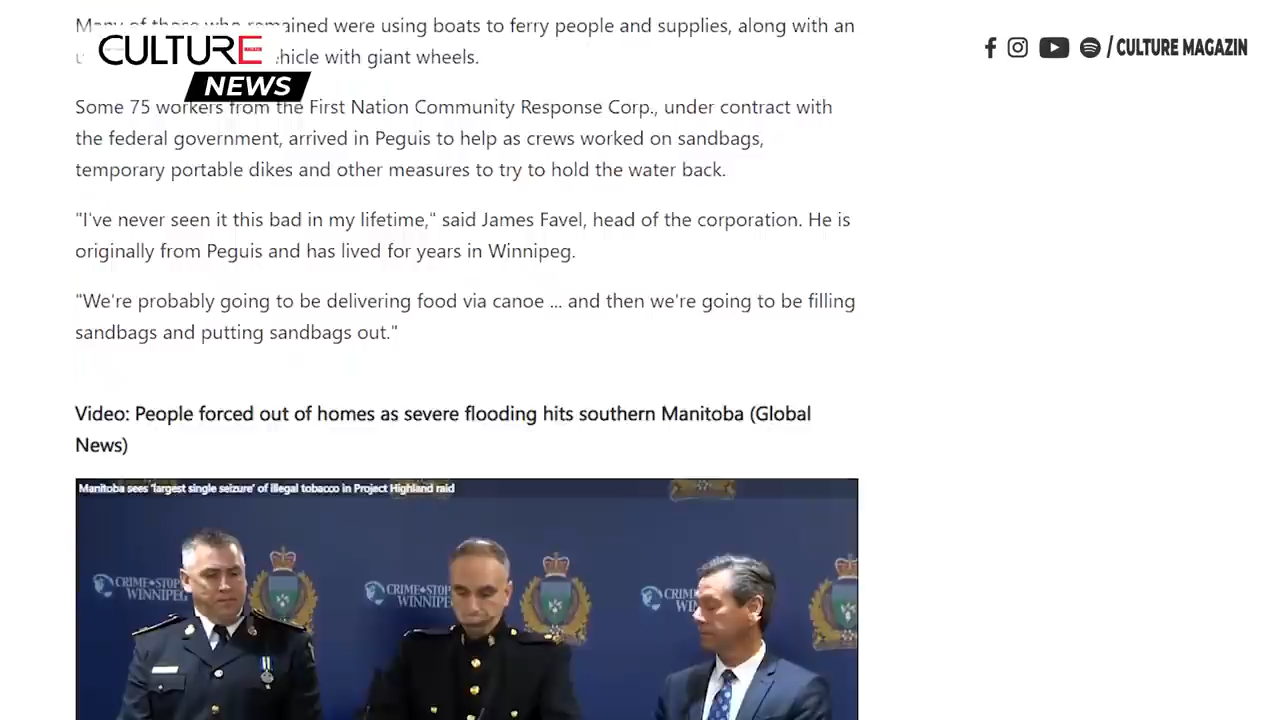 Many of those who remained were using boats to ferry people and supplies, along with an
CULTURE
NEWS
vehicle with giant wheels.
/ CULTURE MAGAZIN
Some 75 workers from the First Nation Community Response Corp., under contract with
the federal government, arrived in Peguis to help as crews worked on sandbags,
temporary portable dikes and other measures to try to hold the water back.
"I've never seen it this bad in my lifetime," said James Favel, head of the corporation. He is
originally from Peguis and has lived for years in Winnipeg.
"We're probably going to be delivering food via canoe ... and then we're going to be filling
sandbags and putting sandbags out."
Video: People forced out of homes as severe flooding hits southern Manitoba (Global
News)
Manitoba sees 'largest single seizure' of illegal tobacco in Project Highland raid
CRIME STOP
WINNIPEG
CRIME STOP
WINNIPEG
CRIM
WIN